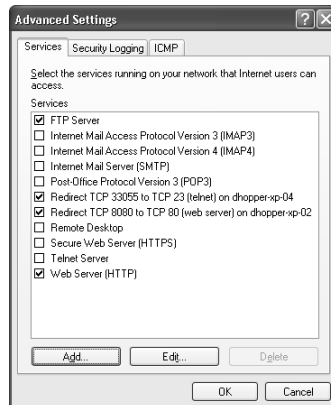 Advanced Settings
Services Security Logging ICMP
Select the services running on your network that Internet users can
access.
Services
FTP Server
Internet Mail Access Protocol Version 3 (IMAP3)
Internet Mail Access Protocol Version 4 (IMAP4)
Internet Mail Server (SMTP)
Post-Office Protocol Version 3 (POP3)
Redirect TCP 33055 to TCP 23 (telnet) on dhopper-xp-04
Redirect TCP 8080 to TCP 80 (web server) on dhopper-xp-02
Remote Desktop
Secure Web Server (HTTPS)
Telnet Server
Web Server (HTTP)
Add... Edit... Delete
OK Cancel